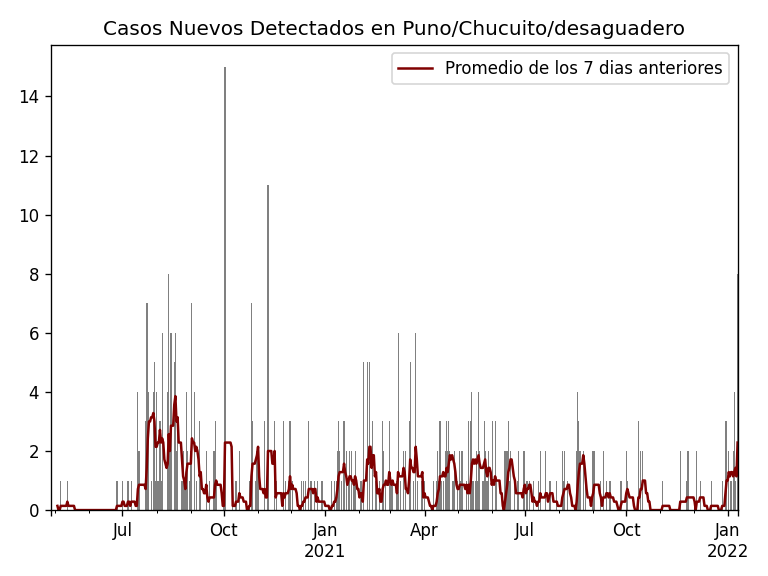 Casos Nuevos Detectados en Puno/Chucuito/desaguadero
Promedio de los 7 dias anteriores
14
12
10
8
6
4
2
0
Jul
Oct
Jan
2021
Apr
Jul
Oct
Jan
2022